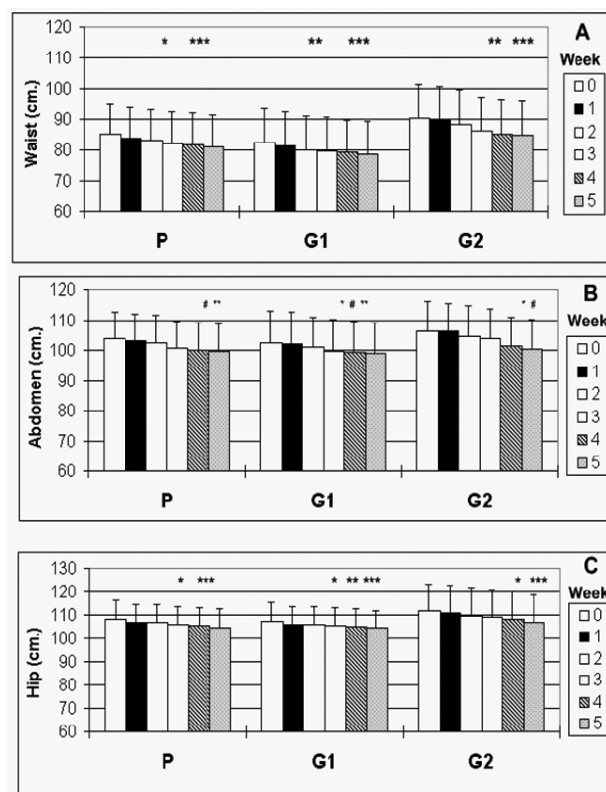 A
120
110
100
90
80
70
60
Waist (cm.)
* *** ** *** ** ***
P G1 G2
Week
0
1
2
3
4
5
B
120
110
100
90
80
70
60
Abdomen (cm.)
# ** * # ** * #
P G1 G2
Week
0
1
2
3
4
5
C
130
120
110
100
90
80
70
60
Hip (cm.)
* *** * ** *** * ***
P G1 G2
Week
0
1
2
3
4
5